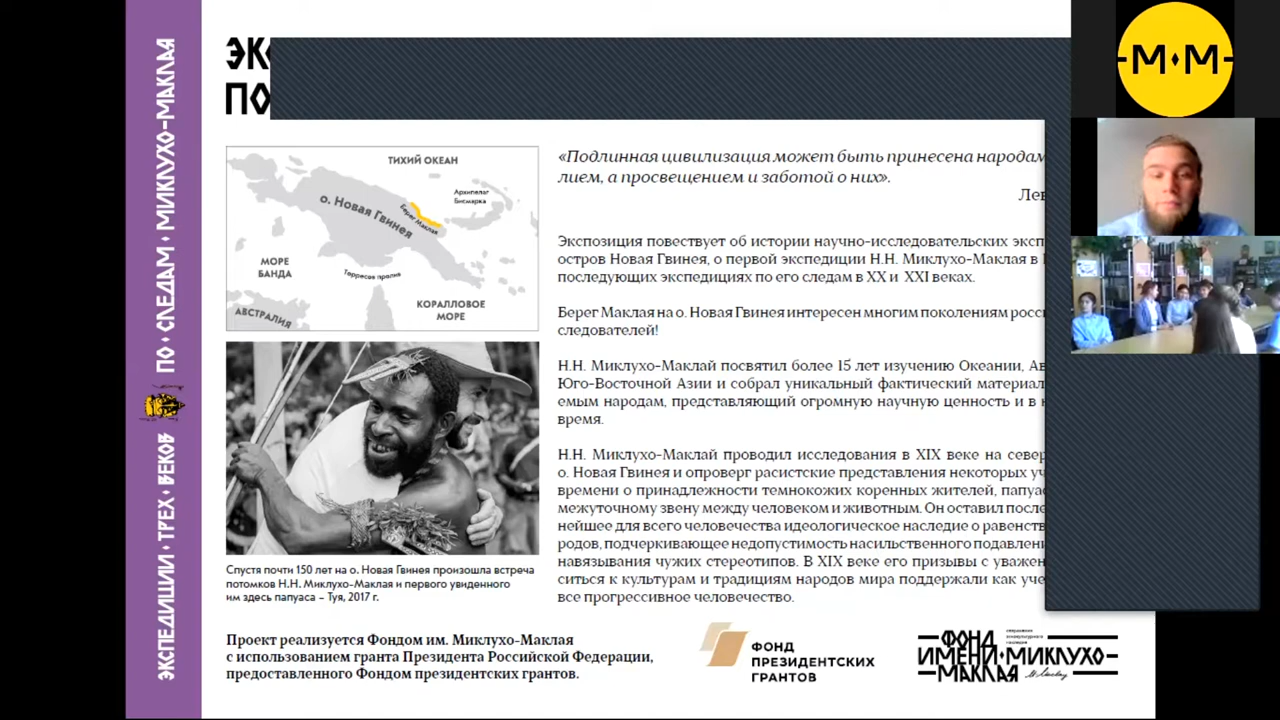 ЭКСПЕДИЦИИ·ТРЕХ·ВЕКОВ
ПО·СЛЕДАМ·МИКЛУХО-МАКЛАЯ
ЭК
ПО
ТИХИЙ ОКЕАН
Архипелаг
Бисмарка
о. Новая Гвинея
Берег Маклая
МОРЕ
БАНДА
Торресов пролив
КОРАЛЛОВОЕ
МОРЕ
АВСТРАЛИЯ
Спустя почти 150 лет на о. Новая Гвинея произошла встреча
потомков Н.Н. Миклухо-Маклая и первого увиденного
им здесь папуаса – Туя, 2017 г.
«Подлинная цивилизация может быть принесена народам
лием, а просвещением и заботой о них».
Лев
Экспозиция повествует об истории научно-исследовательских эксп
остров Новая Гвинея, о первой экспедиции Н.Н. Миклухо-Маклая в
последующих экспедициях по его следам в XX и XXI веках.
Берег Маклая на о. Новая Гвинея интересен многим поколениям росс
следователей!
Н.Н. Миклухо-Маклай посвятил более 15 лет изучению Океании, Ав
Юго-Восточной Азии и собрал уникальный фактический материал
емым народам, представляющий огромную научную ценность и в н
время.
Н.Н. Миклухо-Маклай проводил исследования в XIX веке на север
о. Новая Гвинея и опроверг расистские представления некоторых уч
времени о принадлежности темнокожих коренных жителей, папуас
межуточному звену между человеком и животным. Он оставил после
нейшее для всего человечества идеологическое наследие о равенств
родов, подчеркивающее недопустимость насильственного подавлени
навязывания чужих стереотипов. В XIX веке его призывы с уважен
ситься к культурам и традициям народов мира поддержали как уче
все прогрессивное человечество.
Проект реализуется Фондом им. Миклухо-Маклая
с использованием гранта Президента Российской Федерации,
предоставленного Фондом президентских грантов.
ФОНД
ПРЕЗИДЕНТСКИХ
ГРАНТОВ
ФОНД
ИМЕНИ·МИКЛУХО-
МАКЛАЯ
-М·М-